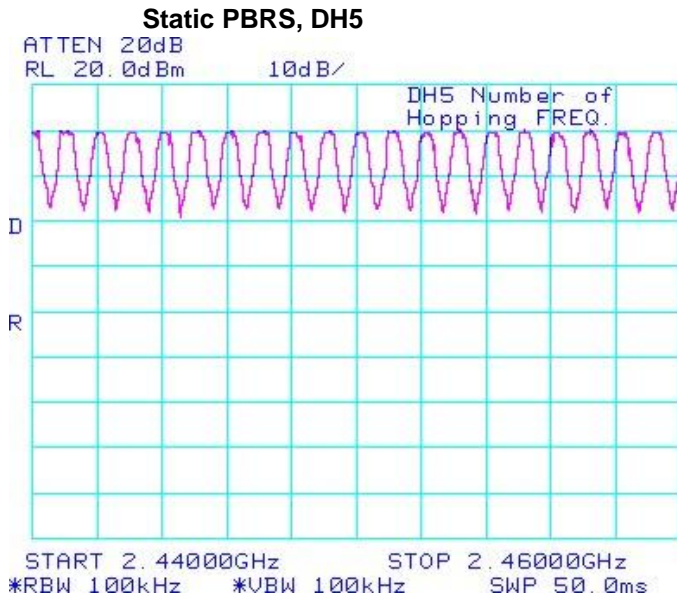 Static PBRS, DH5
ATTEN 20dB
RL 20.0dBm 10dB/
DH5 Number of
Hopping FREQ.
D
R
START 2.44000GHz STOP 2.46000GHz
*RBW 100kHz *VBW 100kHz SWP 50.0ms